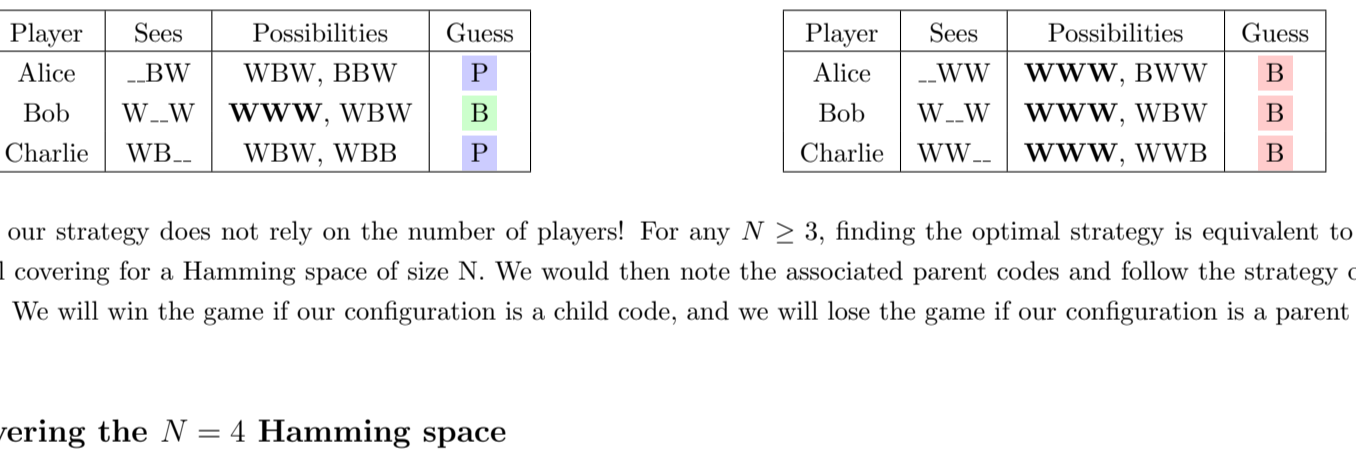 Player Sees Possibilities Guess
Alice __BW WBW, BBW P
Bob W__W WWW, WBW B
Charlie WB__ WBW, WBB P
Player Sees Possibilities Guess
Alice __WW WWW, BWW B
Bob W__W WWW, WBW B
Charlie WW__ WWW, WWB B
our strategy does not rely on the number of players! For any N ≥ 3, finding the optimal strategy is equivalent to
covering for a Hamming space of size N. We would then note the associated parent codes and follow the strategy
We will win the game if our configuration is a child code, and we will lose the game if our configuration is a parent
vering the N = 4 Hamming space